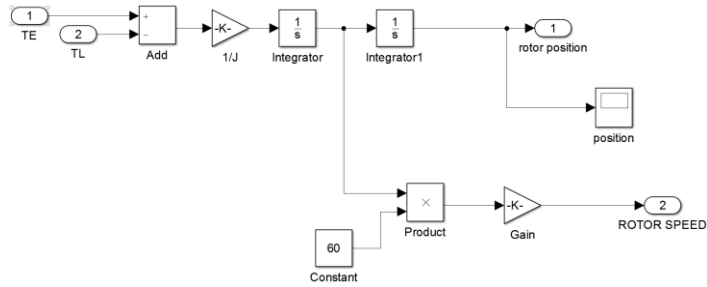 1
TE
2
TL
+
−
Add
-K-
1/J
1
s
Integrator
1
s
Integrator1
1
rotor position
position
×
Product
60
Constant
-K-
Gain
2
ROTOR SPEED